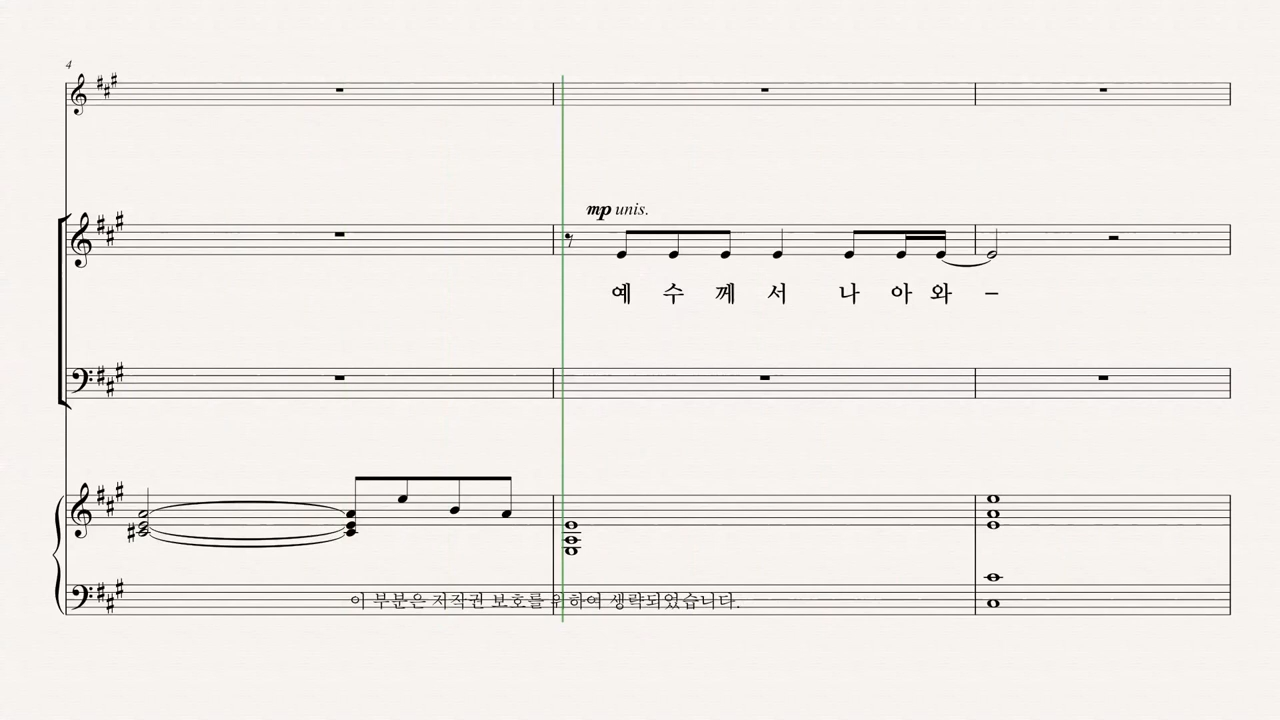 4
mp unis.
예 수 께 서 나 아 와 –
이 부분은 저작권 보호를 위하여 생략되었습니다.